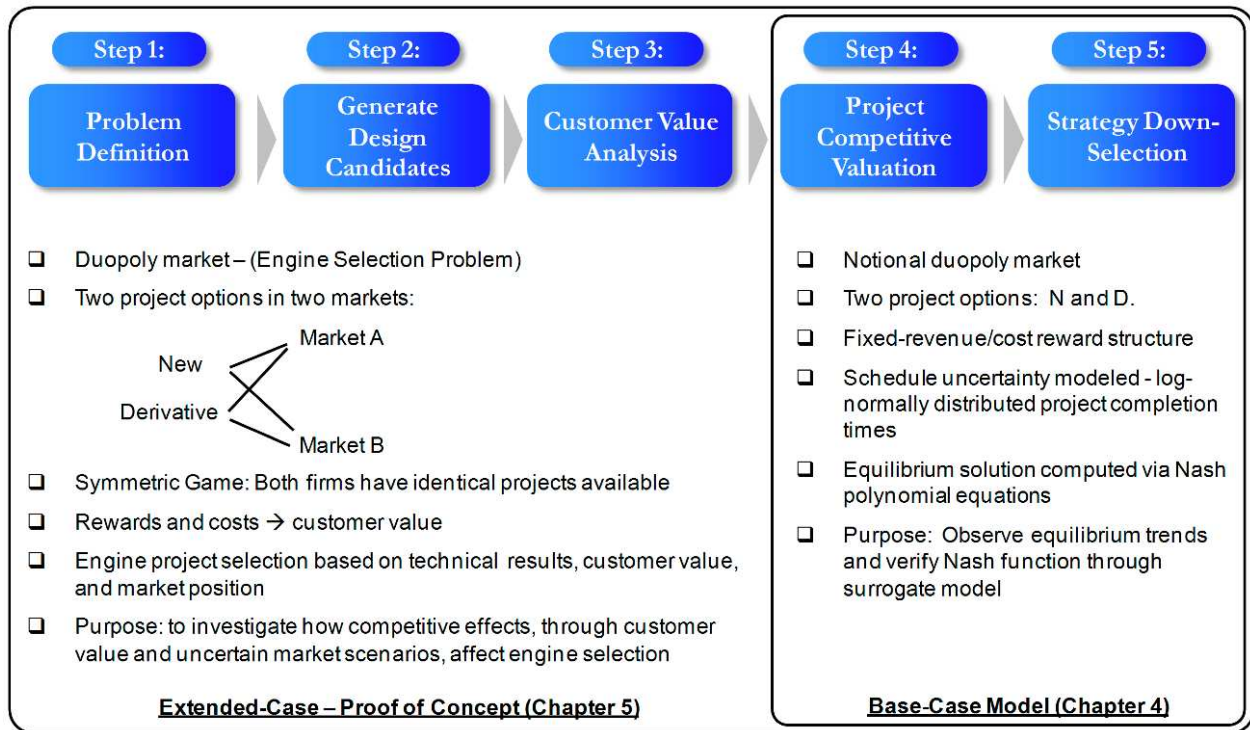 Step 1:
Problem
Definition
Step 2:
Generate
Design
Candidates
Step 3:
Customer Value
Analysis
Step 4:
Project
Competitive
Valuation
Step 5:
Strategy Down-
Selection
❑ Duopoly market – (Engine Selection Problem)
❑ Two project options in two markets:
New
Derivative
Market A
Market B
❑ Symmetric Game: Both firms have identical projects available
❑ Rewards and costs → customer value
❑ Engine project selection based on technical results, customer value,
and market position
❑ Purpose: to investigate how competitive effects, through customer
value and uncertain market scenarios, affect engine selection
Extended-Case – Proof of Concept (Chapter 5)
❑ Notional duopoly market
❑ Two project options: N and D.
❑ Fixed-revenue/cost reward structure
❑ Schedule uncertainty modeled - log-
normally distributed project completion
times
❑ Equilibrium solution computed via Nash
polynomial equations
❑ Purpose: Observe equilibrium trends
and verify Nash function through
surrogate model
Base-Case Model (Chapter 4)